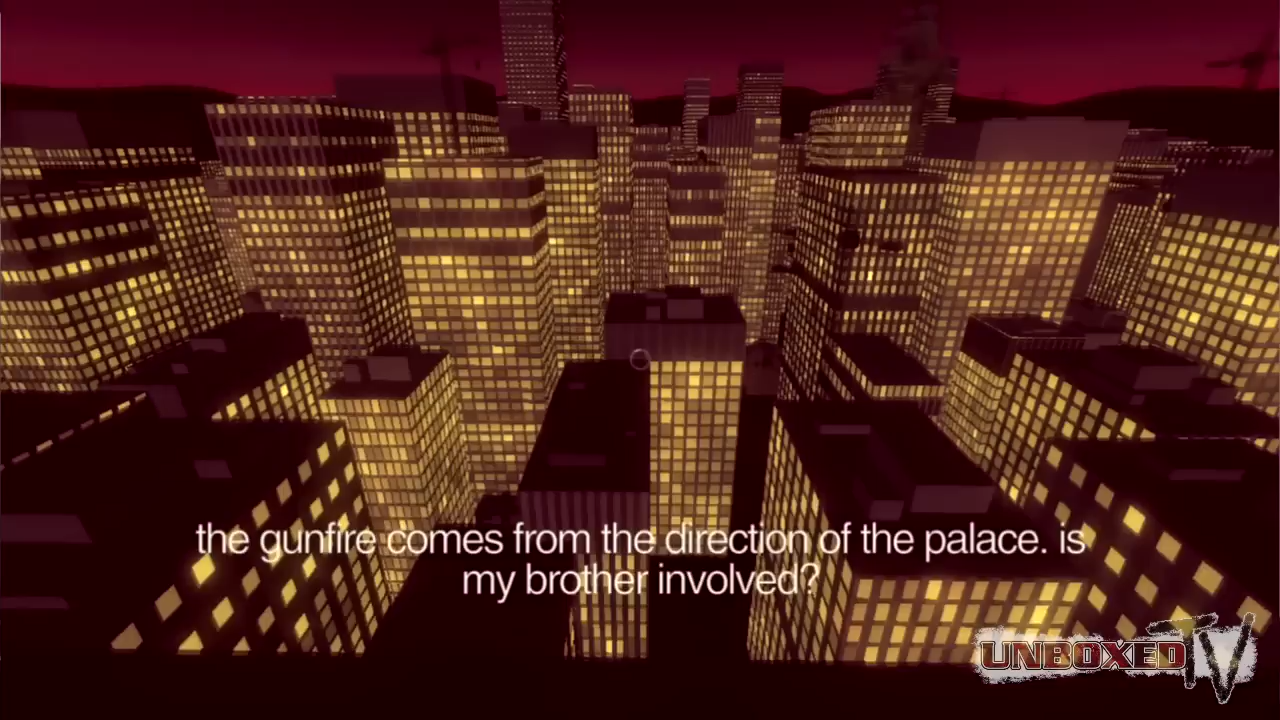 the gunfire comes from the direction of the palace. is
my brother involved?
UNBOXED TV